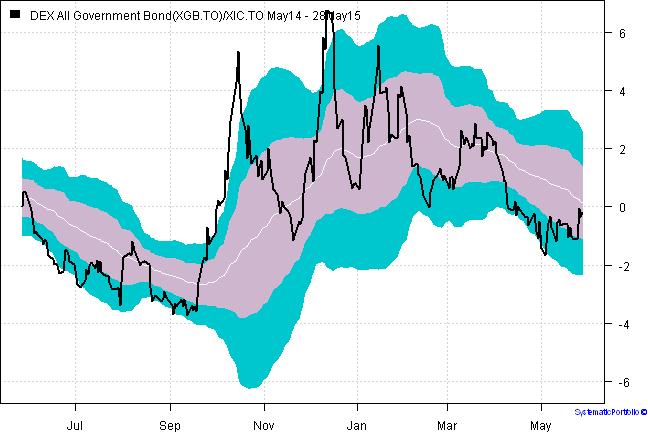 DEX All Government Bond(XGB.TO)/XIC.TO May14 - 28May15
6
4
2
0
-2
-4
-6
Jul Sep Nov Jan Mar May
SystematicPortfolio ©